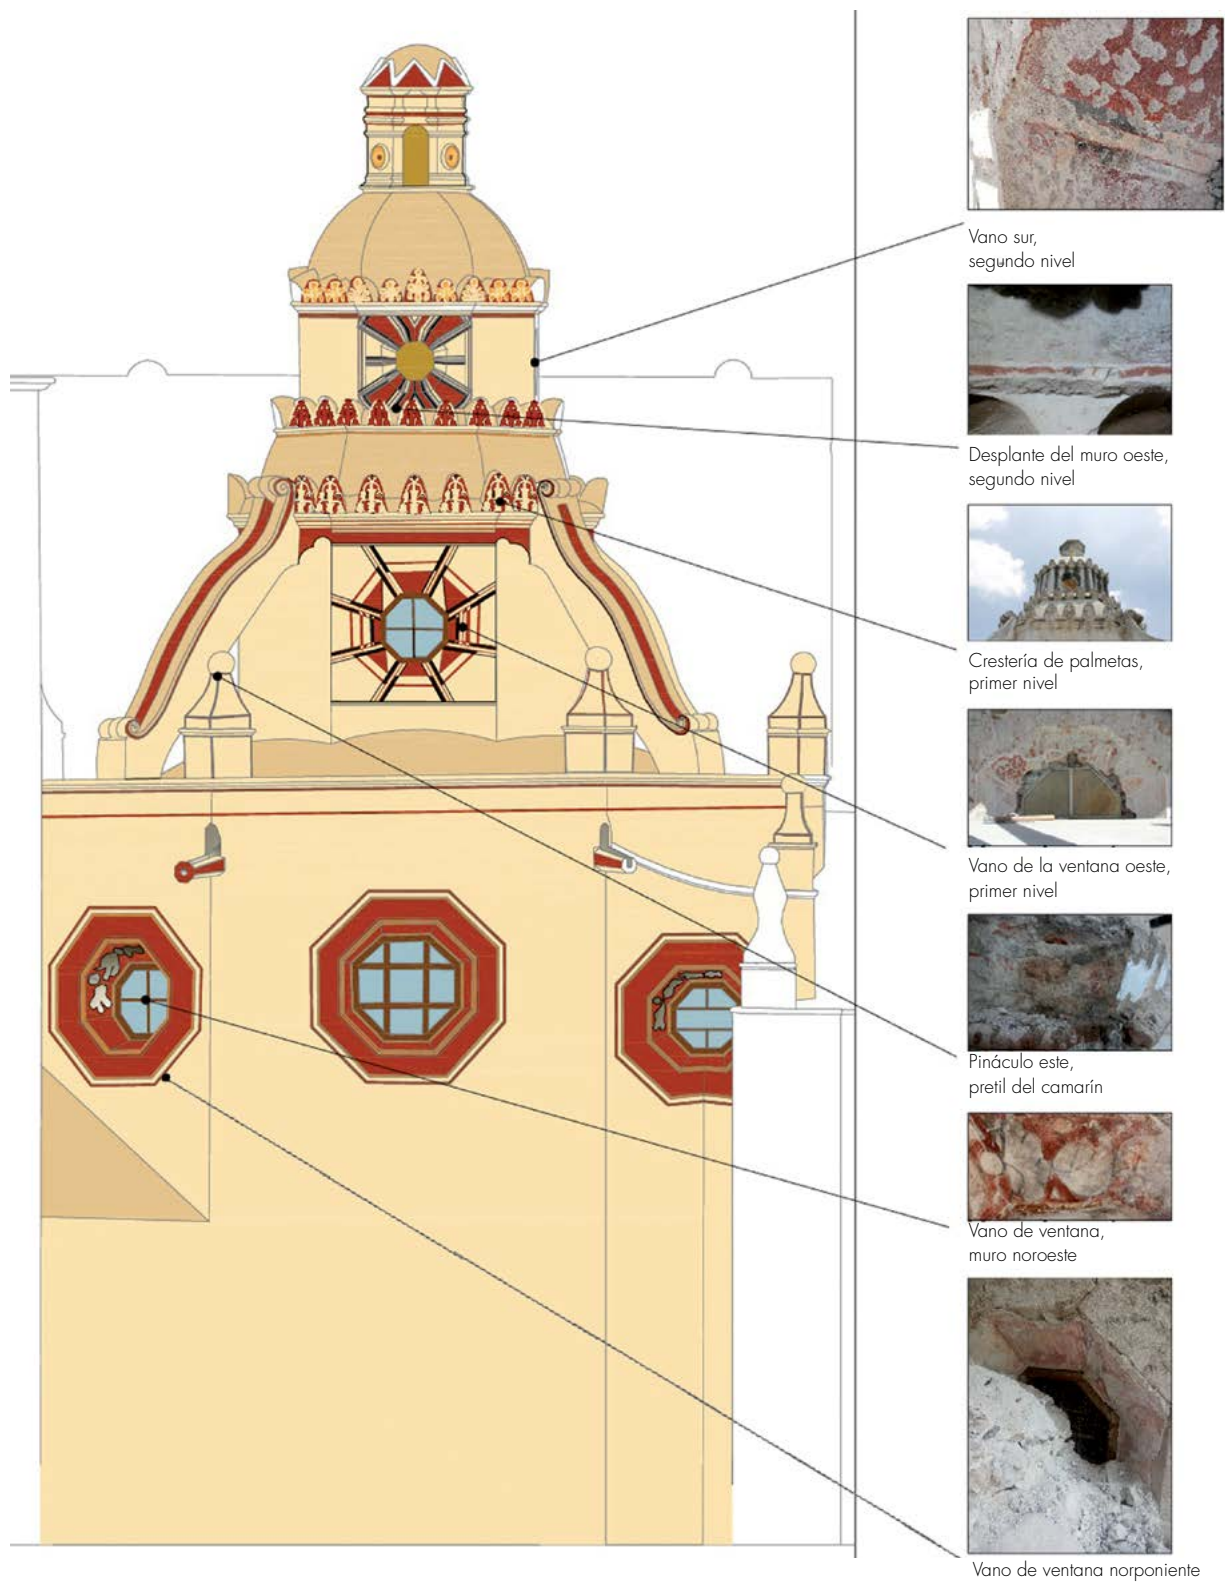 Vano sur,
segundo nivel
Desplante del muro oeste,
segundo nivel
Crestería de palmetas,
primer nivel
Vano de la ventana oeste,
primer nivel
Pináculo este,
pretil del camarín
Vano de ventana,
muro noroeste
Vano de ventana norponiente